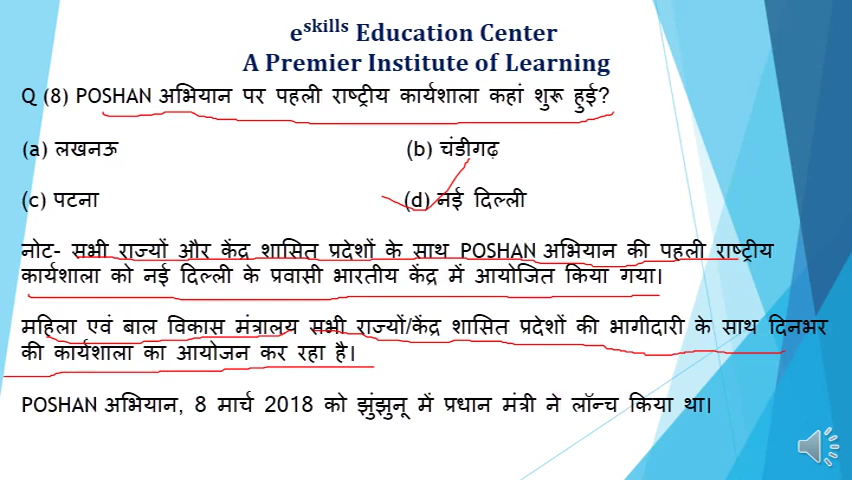 eskills Education Center
A Premier Institute of Learning
Q (8) POSHAN अभियान पर पहली राष्ट्रीय कार्यशाला कहां शुरू हुई?
(a) लखनऊ (b) चंडीगढ़
(c) पटना (d) नई दिल्ली
नोट- सभी राज्यों और केंद्र शासित प्रदेशों के साथ POSHAN अभियान की पहली राष्ट्रीय
कार्यशाला को नई दिल्ली के प्रवासी भारतीय केंद्र में आयोजित किया गया।
महिला एवं बाल विकास मंत्रालय सभी राज्यों/केंद्र शासित प्रदेशों की भागीदारी के साथ दिनभर
की कार्यशाला का आयोजन कर रहा है।
POSHAN अभियान, 8 मार्च 2018 को झुंझुनू में प्रधान मंत्री ने लॉन्च किया था।